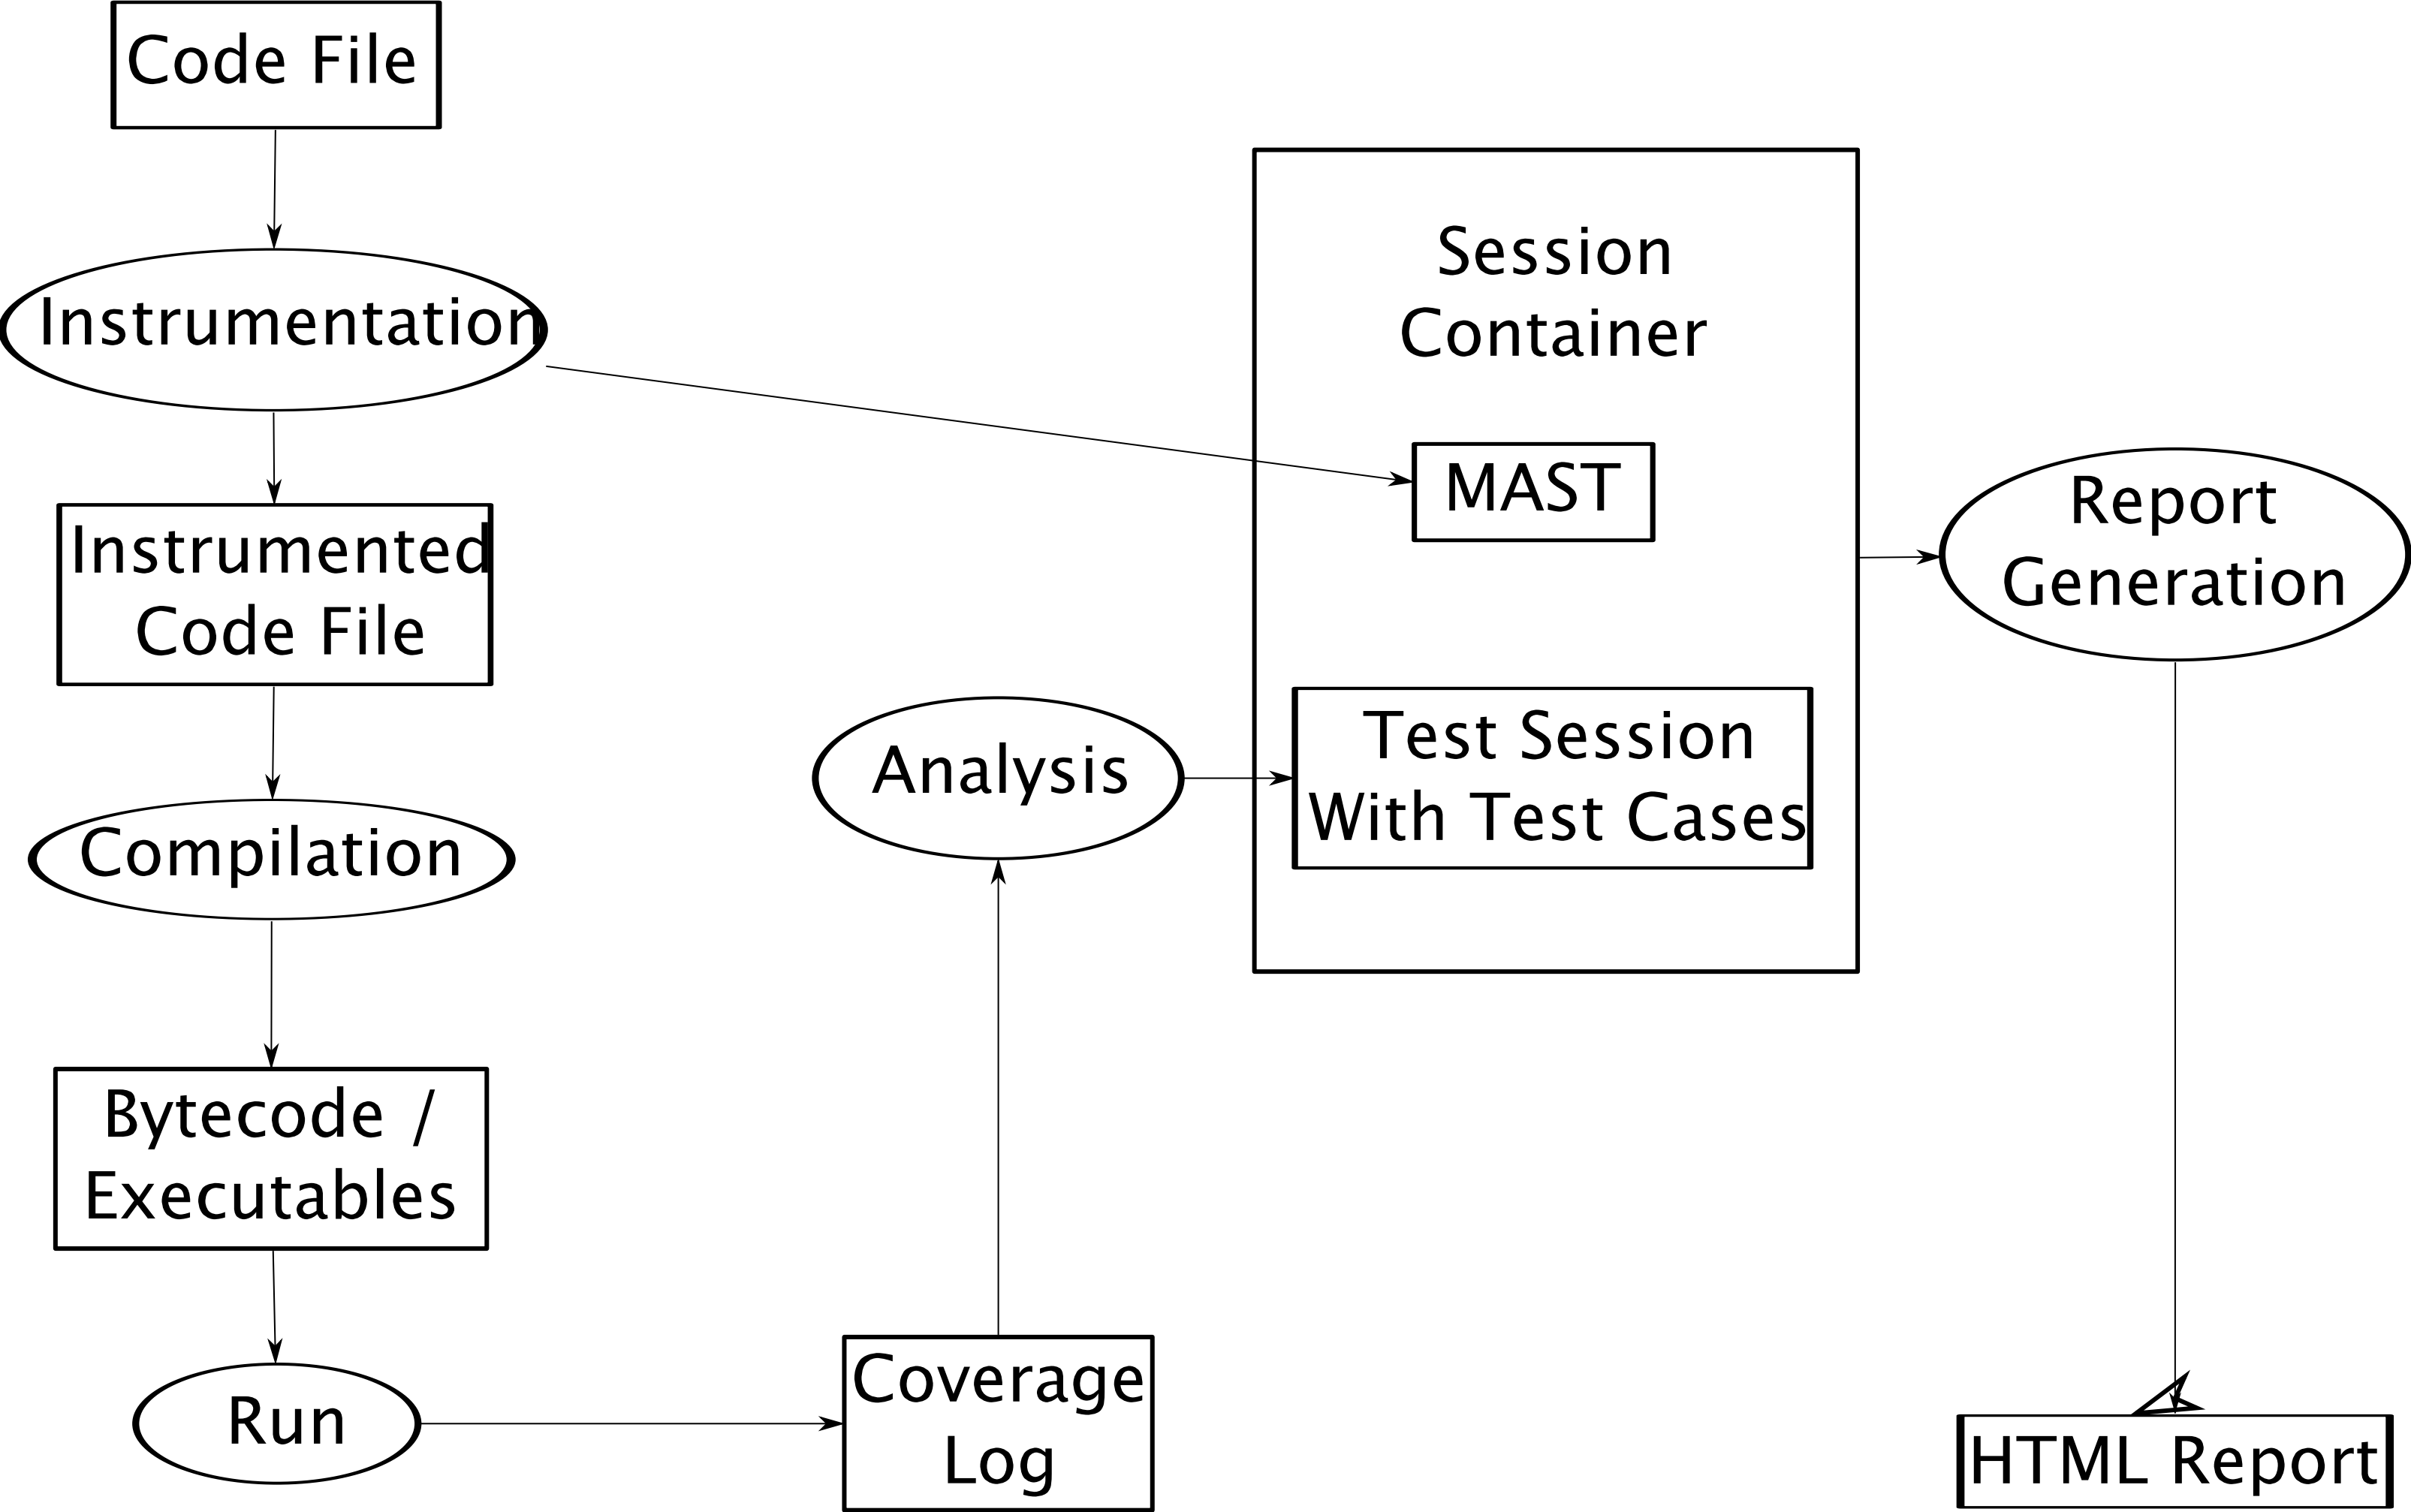 Code File
Instrumentation
Instrumented
Code File
Compilation
Bytecode /
Executables
Run
Coverage
Log
Analysis
Session
Container
MAST
Test Session
With Test Cases
Report
Generation
HTML Report